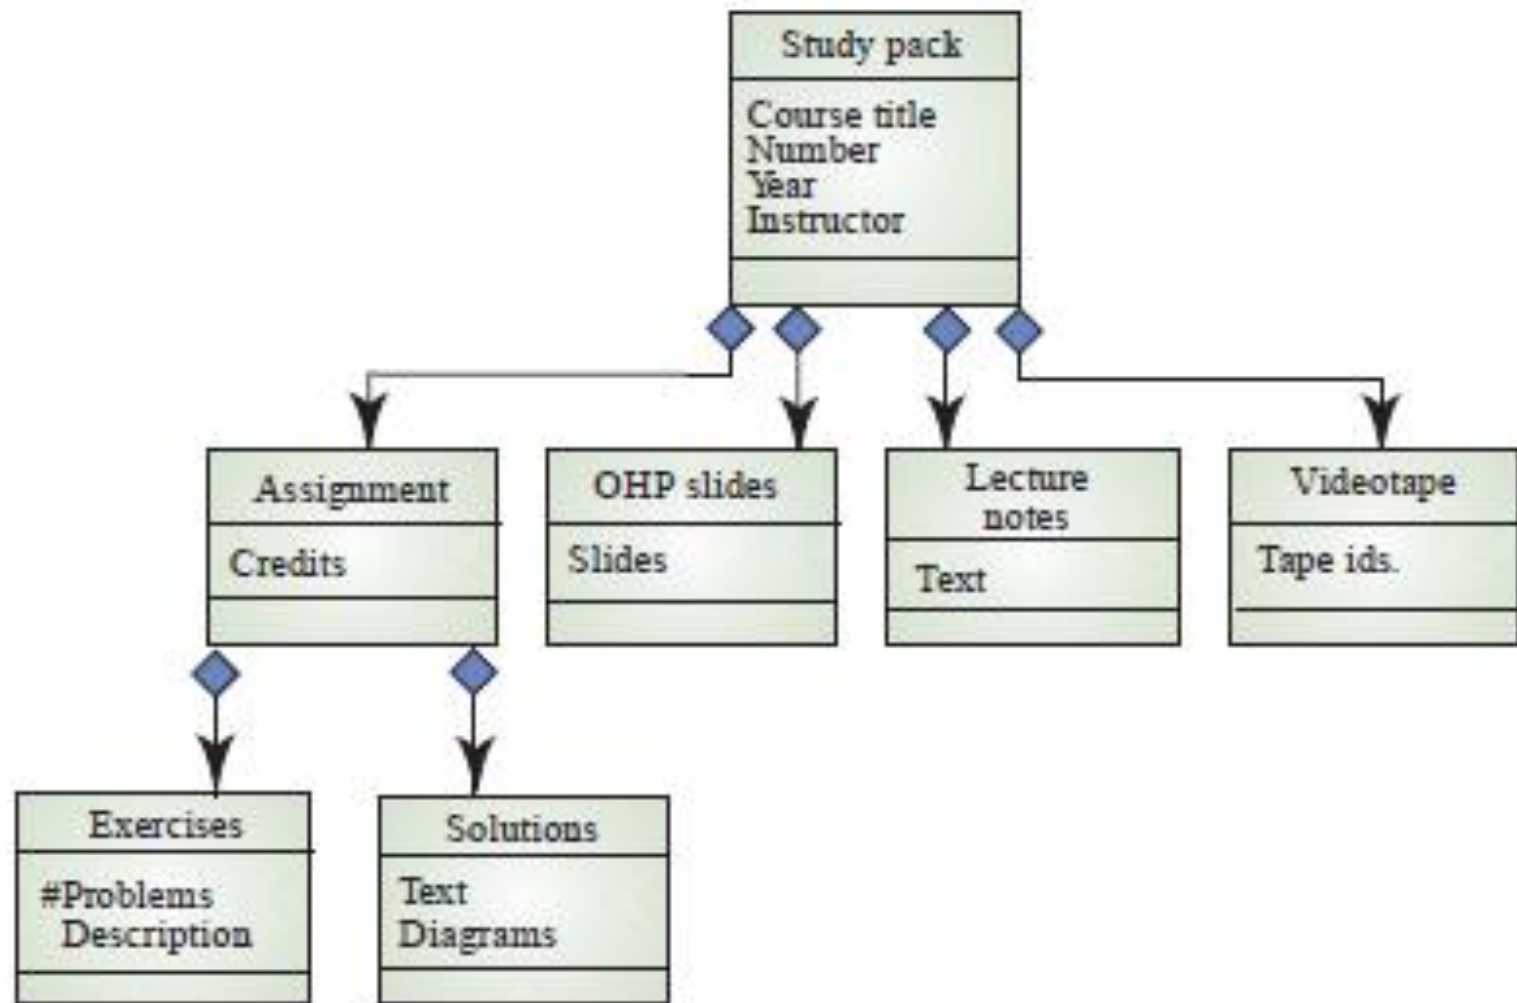 Study pack
Course title
Number
Year
Instructor
Assignment
Credits
OHP slides
Slides
Lecture
notes
Text
Videotape
Tape ids.
Exercises
#Problems
Description
Solutions
Text
Diagrams